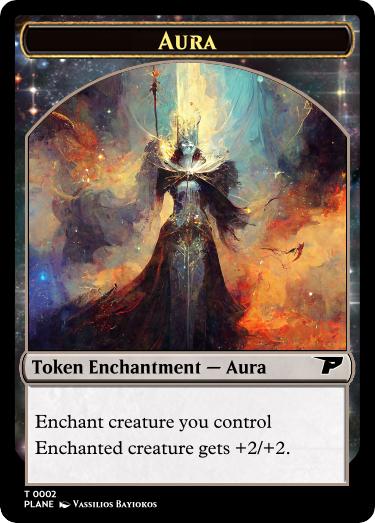 AURA
Token Enchantment — Aura
Enchant creature you control
Enchanted creature gets +2/+2.
T 0002
PLANE VASSILIOS BAYIOKOS